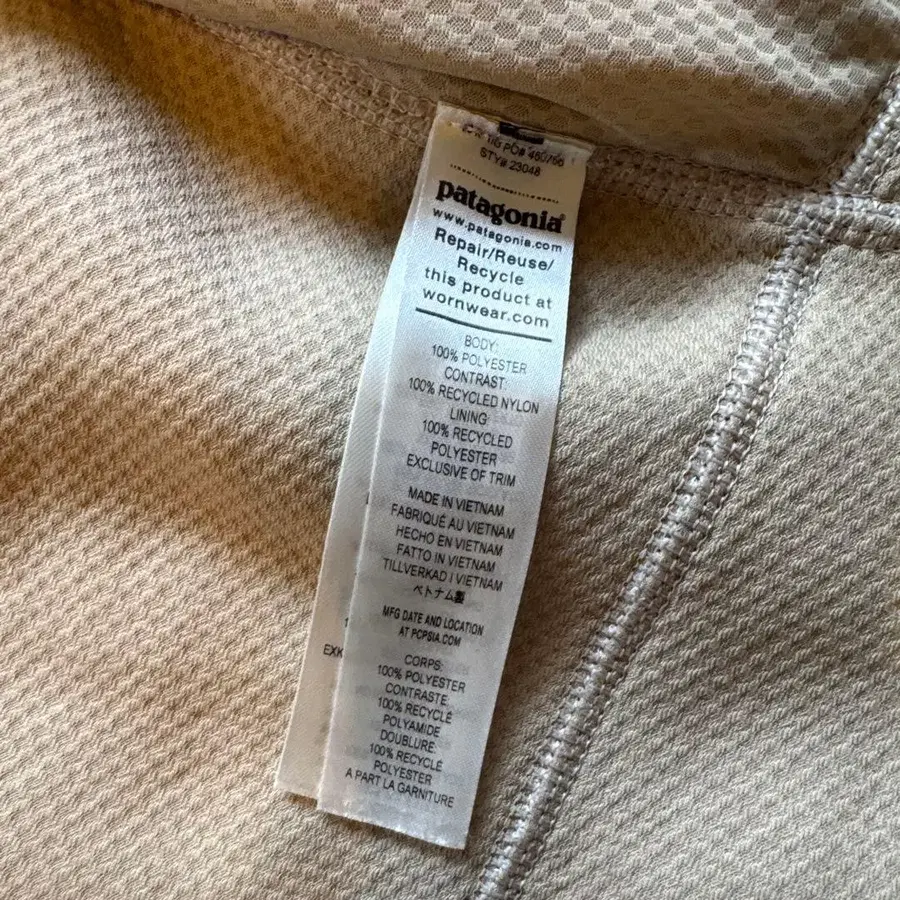 PO# 460766
STY# 23048
patagonia®
www.patagonia.com
Repair/Reuse/
Recycle
this product at
wornwear.com
BODY:
100% POLYESTER
CONTRAST:
100% RECYCLED NYLON
LINING
100% RECYCLED
POLYESTER
EXCLUSIVE OF TRIM
MADE IN VIETNAM
FABRIQUÉ AU VIETNAM
HECHO EN VIETNAM
FATTO IN VIETNAM
TILLVERKAD I VIETNAM
ベトナム製
MFG DATE AND LOCATION
AT PCPSIA.COM
CORPS:
100% POLYESTER
CONTRASTE:
100% RECYCLÉ
POLYAMIDE
DOUBLURE:
100% RECYCLÉ
POLYESTER
A PART LA GARNITURE